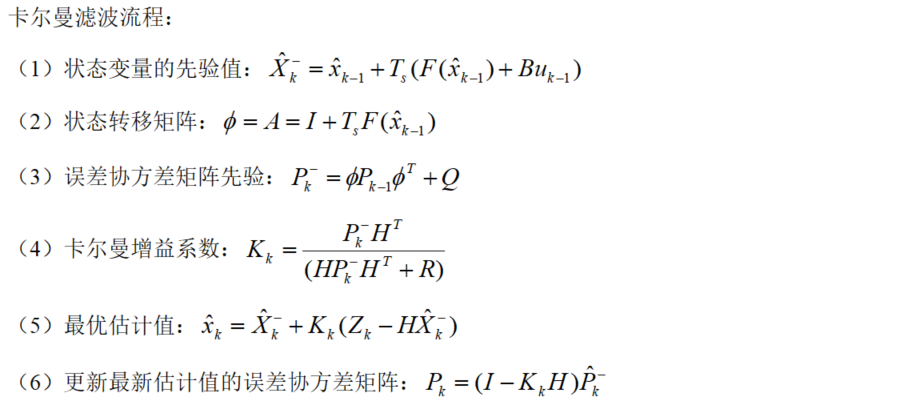 卡尔曼滤波流程：
（1）状态变量的先验值：$\hat{X}_k^- = \hat{x}_{k-1} + T_s(F(\hat{x}_{k-1}) + Bu_{k-1})$
（2）状态转移矩阵：$\phi = A = I + T_s F(\hat{x}_{k-1})$
（3）误差协方差矩阵先验：$P_k^- = \phi P_{k-1} \phi^T + Q$
（4）卡尔曼增益系数：$K_k = \frac{P_k^- H^T}{(HP_k^- H^T + R)}$
（5）最优估计值：$\hat{x}_k = \hat{X}_k^- + K_k(Z_k - H\hat{X}_k^-)$
（6）更新最新估计值的误差协方差矩阵：$P_k = (I - K_k H)\hat{P}_k^-$